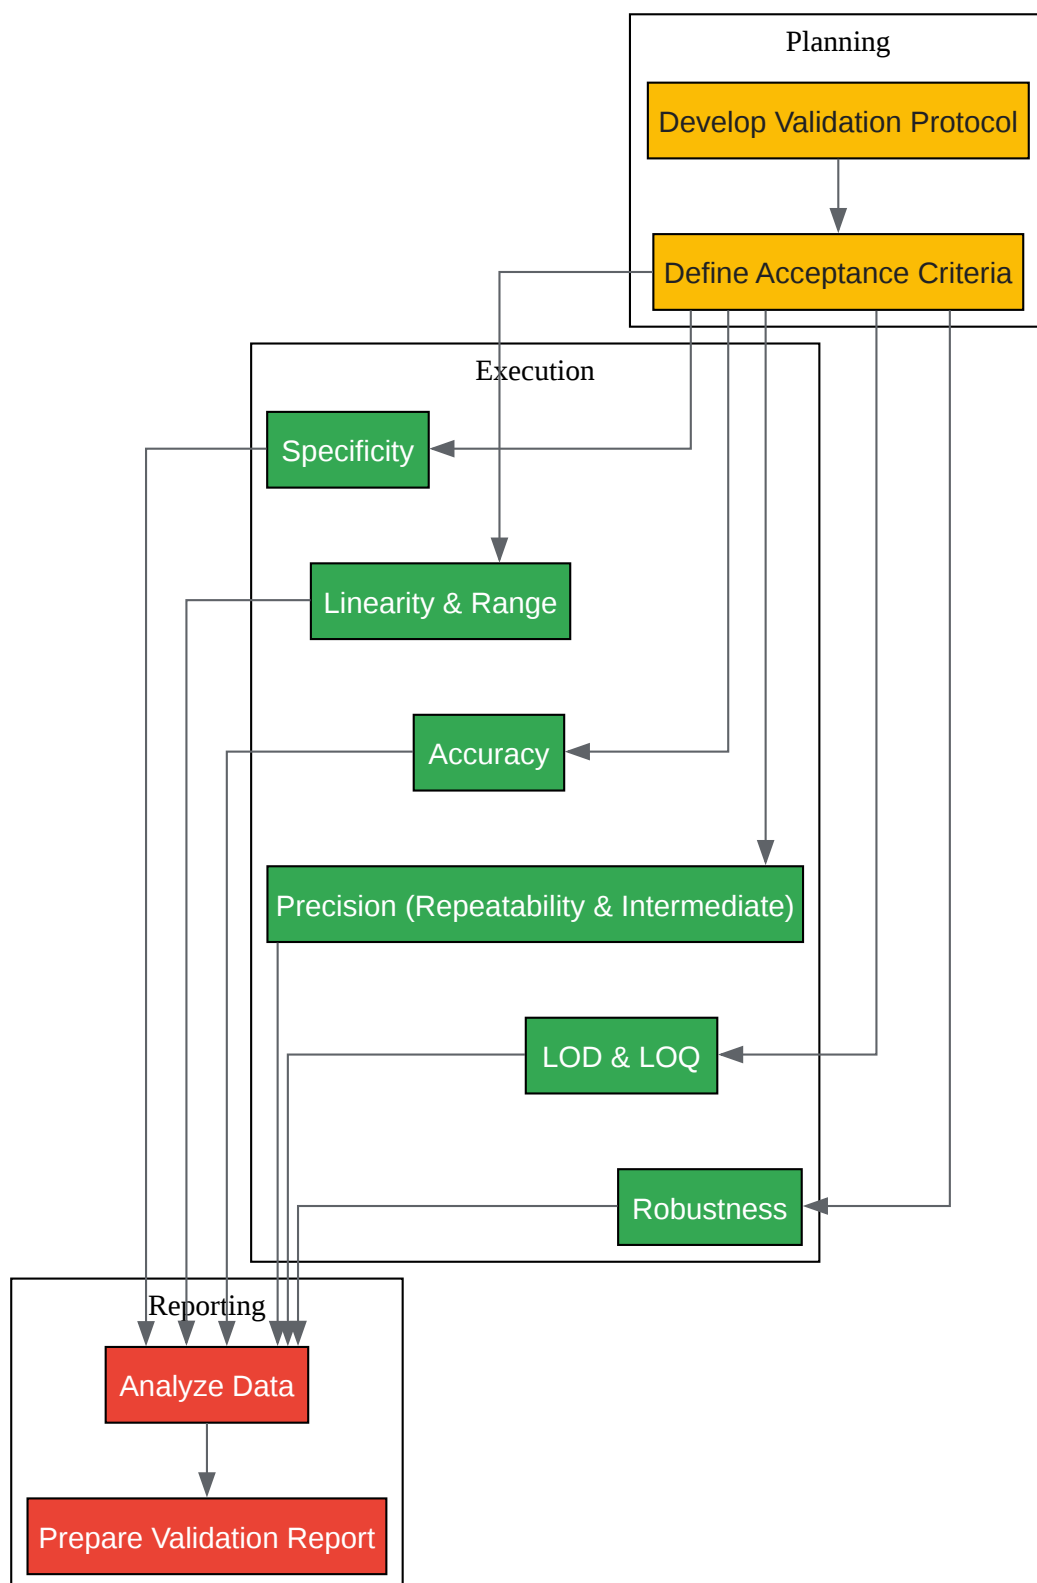 Planning
Develop Validation Protocol
Define Acceptance Criteria
Execution
Specificity
Linearity & Range
Accuracy
Precision (Repeatability & Intermediate)
LOD & LOQ
Robustness
Reporting
Analyze Data
Prepare Validation Report